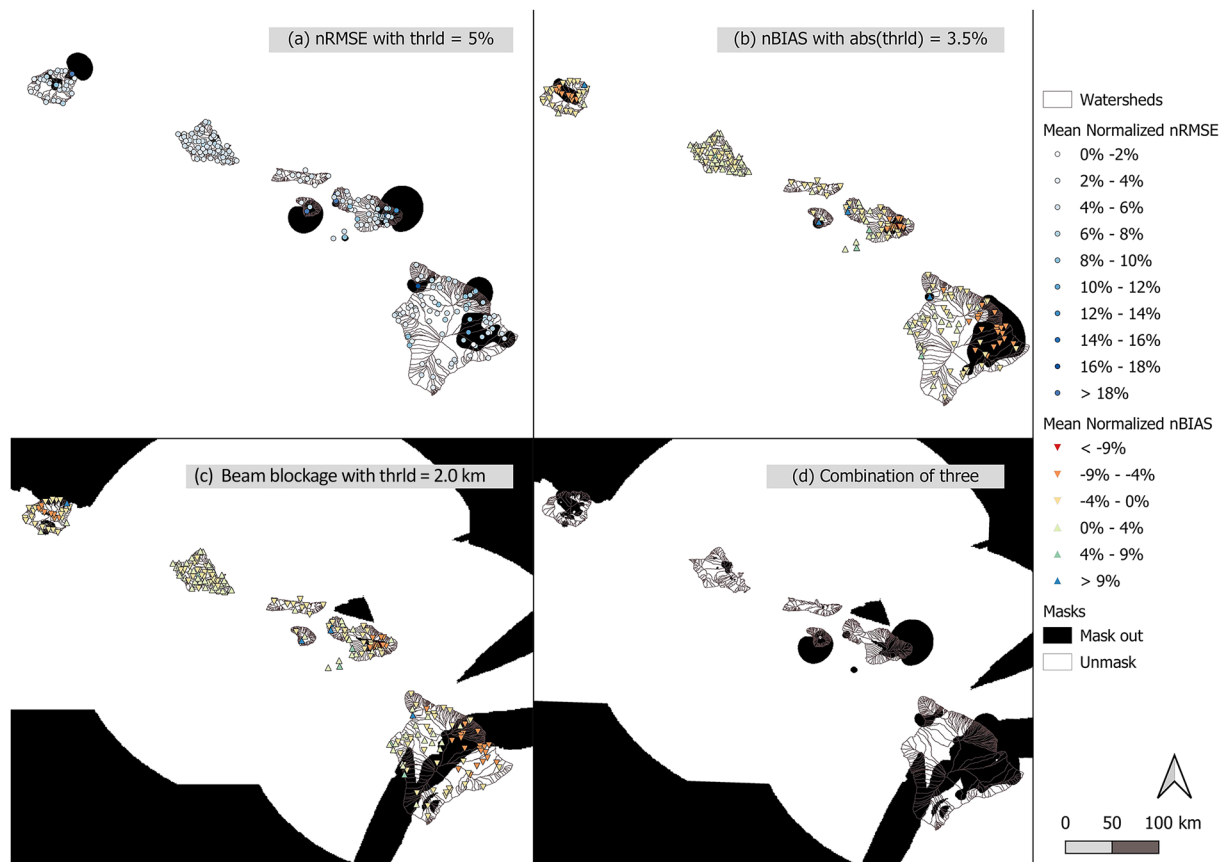 (a) nRMSE with thrld = 5%
(b) nBIAS with abs(thrld) = 3.5%
(c) Beam blockage with thrld = 2.0 km
(d) Combination of three
Watersheds
Mean Normalized nRMSE
0% -2%
2% - 4%
4% - 6%
6% - 8%
8% - 10%
10% - 12%
12% - 14%
14% - 16%
16% - 18%
> 18%
Mean Normalized nBIAS
< -9%
-9% - -4%
-4% - 0%
0% - 4%
4% - 9%
> 9%
Masks
Mask out
Unmask
0 50 100 km